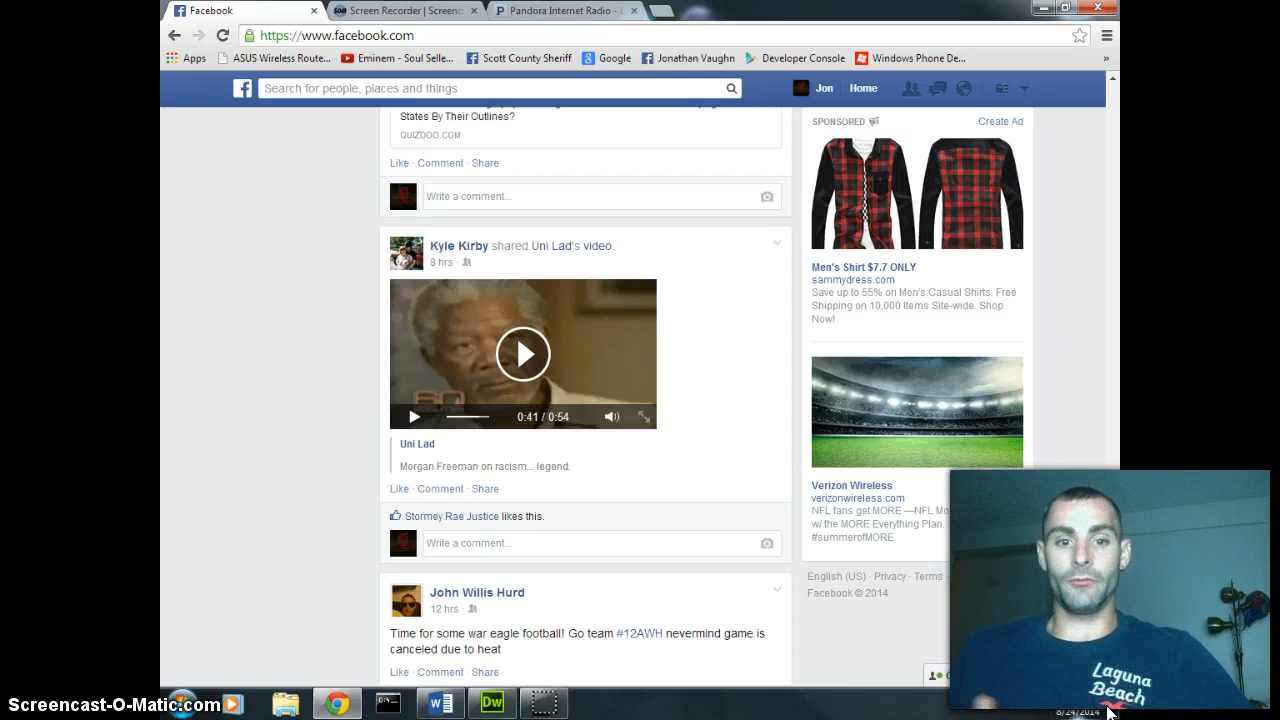 Facebook
Screen Recorder | Screenc
Pandora Internet Radio -
https://www.facebook.com
Apps
ASUS Wireless Route...
Eminem - Soul Selle...
Scott County Sheriff
Google
Jonathan Vaughn
Developer Console
Windows Phone De...
»
Search for people, places and things
Jon
Home
States By Their Outlines?
QUIZDOO.COM
Like · Comment · Share
Write a comment...
Kyle Kirby shared Uni Lad's video.
8 hrs ·
60
0:41 / 0:54
Uni Lad
Morgan Freeman on racism... legend.
Like · Comment · Share
Stormey Rae Justice likes this.
Write a comment...
John Willis Hurd
12 hrs ·
Time for some war eagle football! Go team #12AWH nevermind game is
canceled due to heat
Like · Comment · Share
SPONSORED
Create Ad
Men's Shirt $7.7 ONLY
sammydress.com
Save up to 55% on Men's Casual Shirts. Free
Shipping on 10,000 Items Site-wide. Shop
Now!
Verizon Wireless
verizonwireless.com
NFL fans get MORE —NFL Mo
w/ the MORE Everything Plan.
#summerofMORE
English (US) · Privacy · Terms ·
Facebook © 2014
Laguna
Beach
Screencast-O-Matic.com
W
Dw
8/24/2014